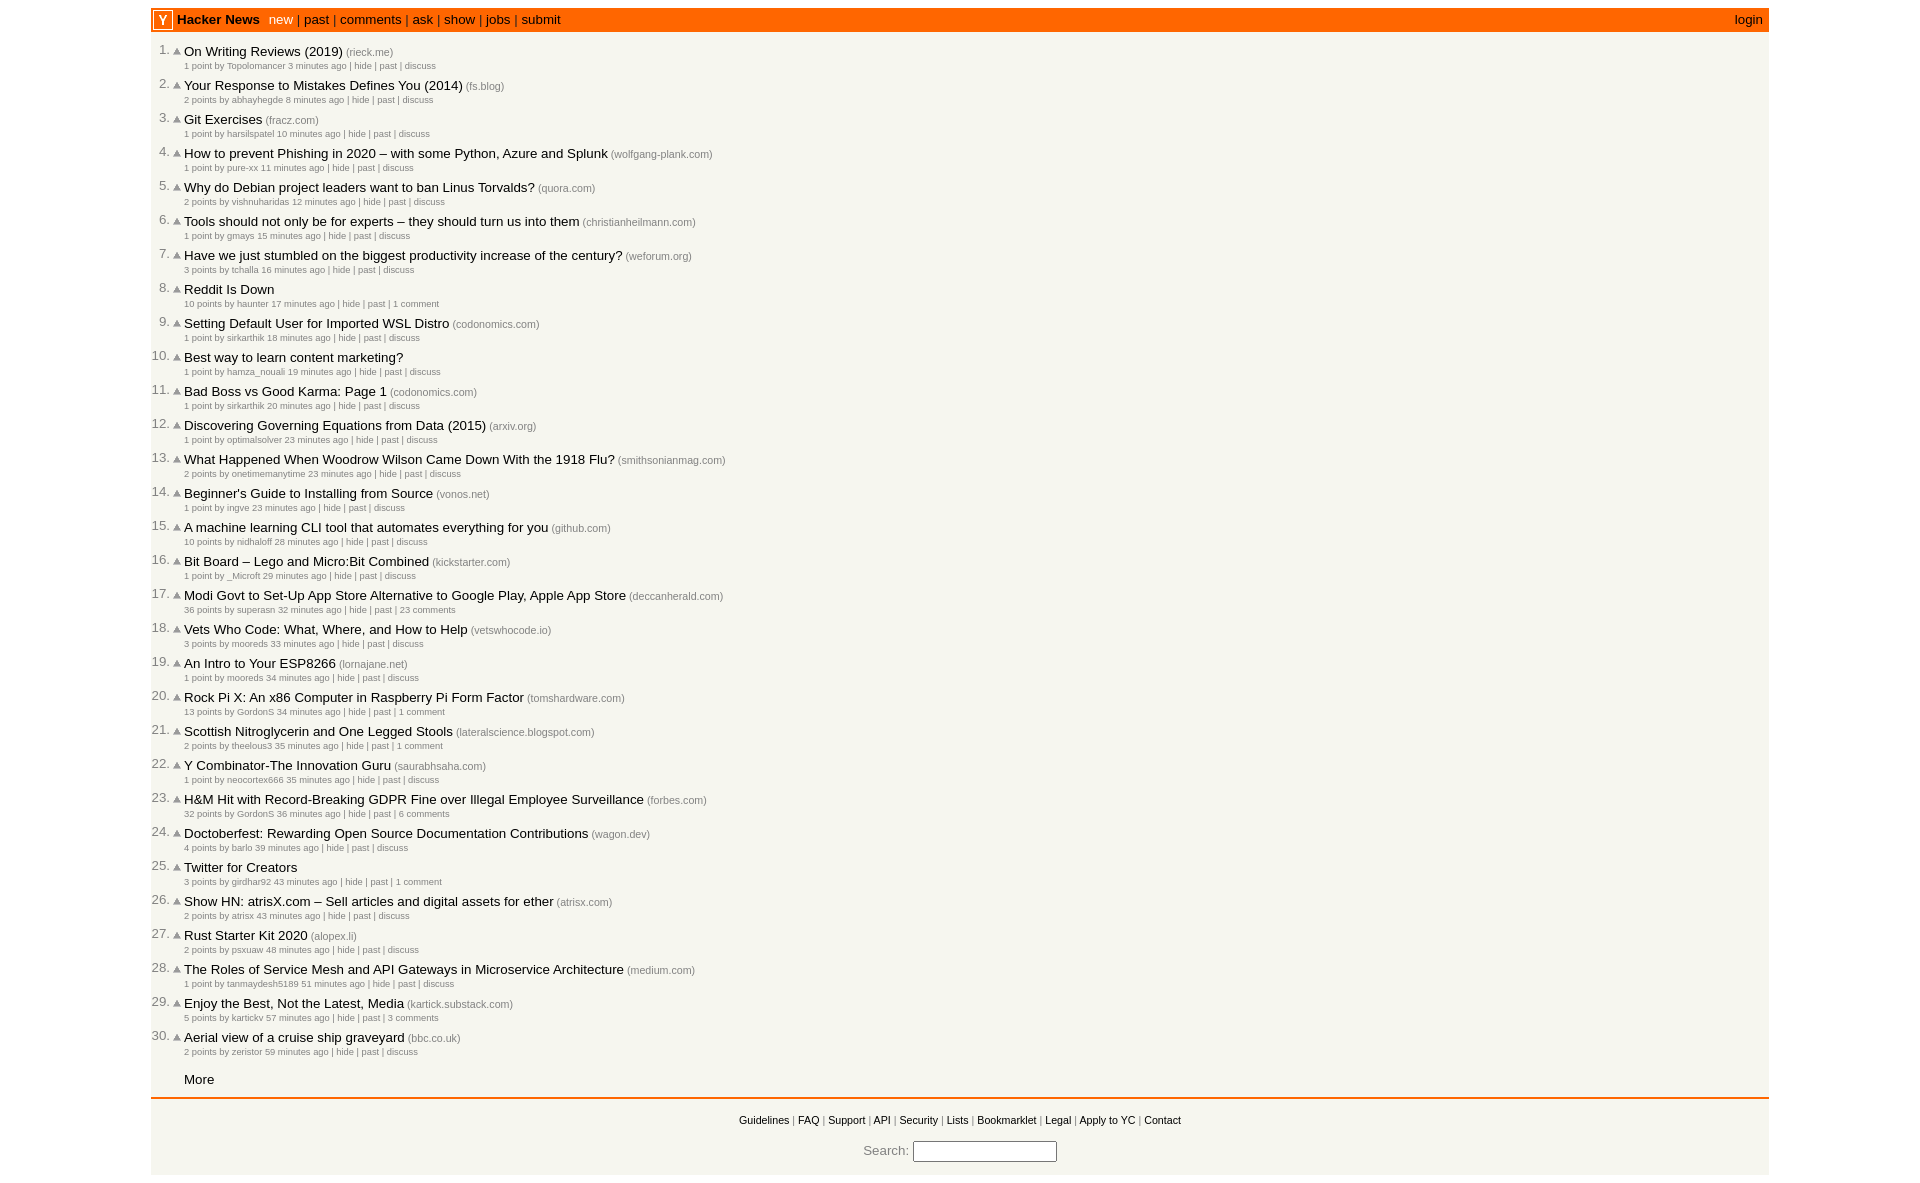 Y Hacker News new | past | comments | ask | show | jobs | submit login
1. On Writing Reviews (2019) (rieck.me)
1 point by Topolomancer 3 minutes ago | hide | past | discuss
2. Your Response to Mistakes Defines You (2014) (fs.blog)
2 points by abhayhegde 8 minutes ago | hide | past | discuss
3. Git Exercises (fracz.com)
1 point by harsilspatel 10 minutes ago | hide | past | discuss
4. How to prevent Phishing in 2020 – with some Python, Azure and Splunk (wolfgang-plank.com)
1 point by pure-xx 11 minutes ago | hide | past | discuss
5. Why do Debian project leaders want to ban Linus Torvalds? (quora.com)
2 points by vishnuharidas 12 minutes ago | hide | past | discuss
6. Tools should not only be for experts – they should turn us into them (christianheilmann.com)
1 point by gmays 15 minutes ago | hide | past | discuss
7. Have we just stumbled on the biggest productivity increase of the century? (weforum.org)
3 points by tchalla 16 minutes ago | hide | past | discuss
8. Reddit Is Down
10 points by haunter 17 minutes ago | hide | past | 1 comment
9. Setting Default User for Imported WSL Distro (codonomics.com)
1 point by sirkarthik 18 minutes ago | hide | past | discuss
10. Best way to learn content marketing?
1 point by hamza_nouali 19 minutes ago | hide | past | discuss
11. Bad Boss vs Good Karma: Page 1 (codonomics.com)
1 point by sirkarthik 20 minutes ago | hide | past | discuss
12. Discovering Governing Equations from Data (2015) (arxiv.org)
1 point by optimalsolver 23 minutes ago | hide | past | discuss
13. What Happened When Woodrow Wilson Came Down With the 1918 Flu? (smithsonianmag.com)
2 points by onetimemanytime 23 minutes ago | hide | past | discuss
14. Beginner's Guide to Installing from Source (vonos.net)
1 point by ingve 23 minutes ago | hide | past | discuss
15. A machine learning CLI tool that automates everything for you (github.com)
10 points by nidhaloff 28 minutes ago | hide | past | discuss
16. Bit Board – Lego and Micro:Bit Combined (kickstarter.com)
1 point by _Microft 29 minutes ago | hide | past | discuss
17. Modi Govt to Set-Up App Store Alternative to Google Play, Apple App Store (deccanherald.com)
36 points by superasn 32 minutes ago | hide | past | 23 comments
18. Vets Who Code: What, Where, and How to Help (vetswhocode.io)
3 points by mooreds 33 minutes ago | hide | past | discuss
19. An Intro to Your ESP8266 (lornajane.net)
1 point by mooreds 34 minutes ago | hide | past | discuss
20. Rock Pi X: An x86 Computer in Raspberry Pi Form Factor (tomshardware.com)
13 points by GordonS 34 minutes ago | hide | past | 1 comment
21. Scottish Nitroglycerin and One Legged Stools (lateralscience.blogspot.com)
2 points by theelous3 35 minutes ago | hide | past | 1 comment
22. Y Combinator-The Innovation Guru (saurabhsaha.com)
1 point by neocortex666 35 minutes ago | hide | past | discuss
23. H&M Hit with Record-Breaking GDPR Fine over Illegal Employee Surveillance (forbes.com)
32 points by GordonS 36 minutes ago | hide | past | 6 comments
24. Doctoberfest: Rewarding Open Source Documentation Contributions (wagon.dev)
4 points by barlo 39 minutes ago | hide | past | discuss
25. Twitter for Creators
3 points by girdhar92 43 minutes ago | hide | past | 1 comment
26. Show HN: atrisX.com – Sell articles and digital assets for ether (atrisx.com)
2 points by atrisx 43 minutes ago | hide | past | discuss
27. Rust Starter Kit 2020 (alopex.li)
2 points by psxuaw 48 minutes ago | hide | past | discuss
28. The Roles of Service Mesh and API Gateways in Microservice Architecture (medium.com)
1 point by tanmaydesh5189 51 minutes ago | hide | past | discuss
29. Enjoy the Best, Not the Latest, Media (kartick.substack.com)
5 points by kartickv 57 minutes ago | hide | past | 3 comments
30. Aerial view of a cruise ship graveyard (bbc.co.uk)
2 points by zeristor 59 minutes ago | hide | past | discuss
More
Guidelines | FAQ | Support | API | Security | Lists | Bookmarklet | Legal | Apply to YC | Contact
Search: